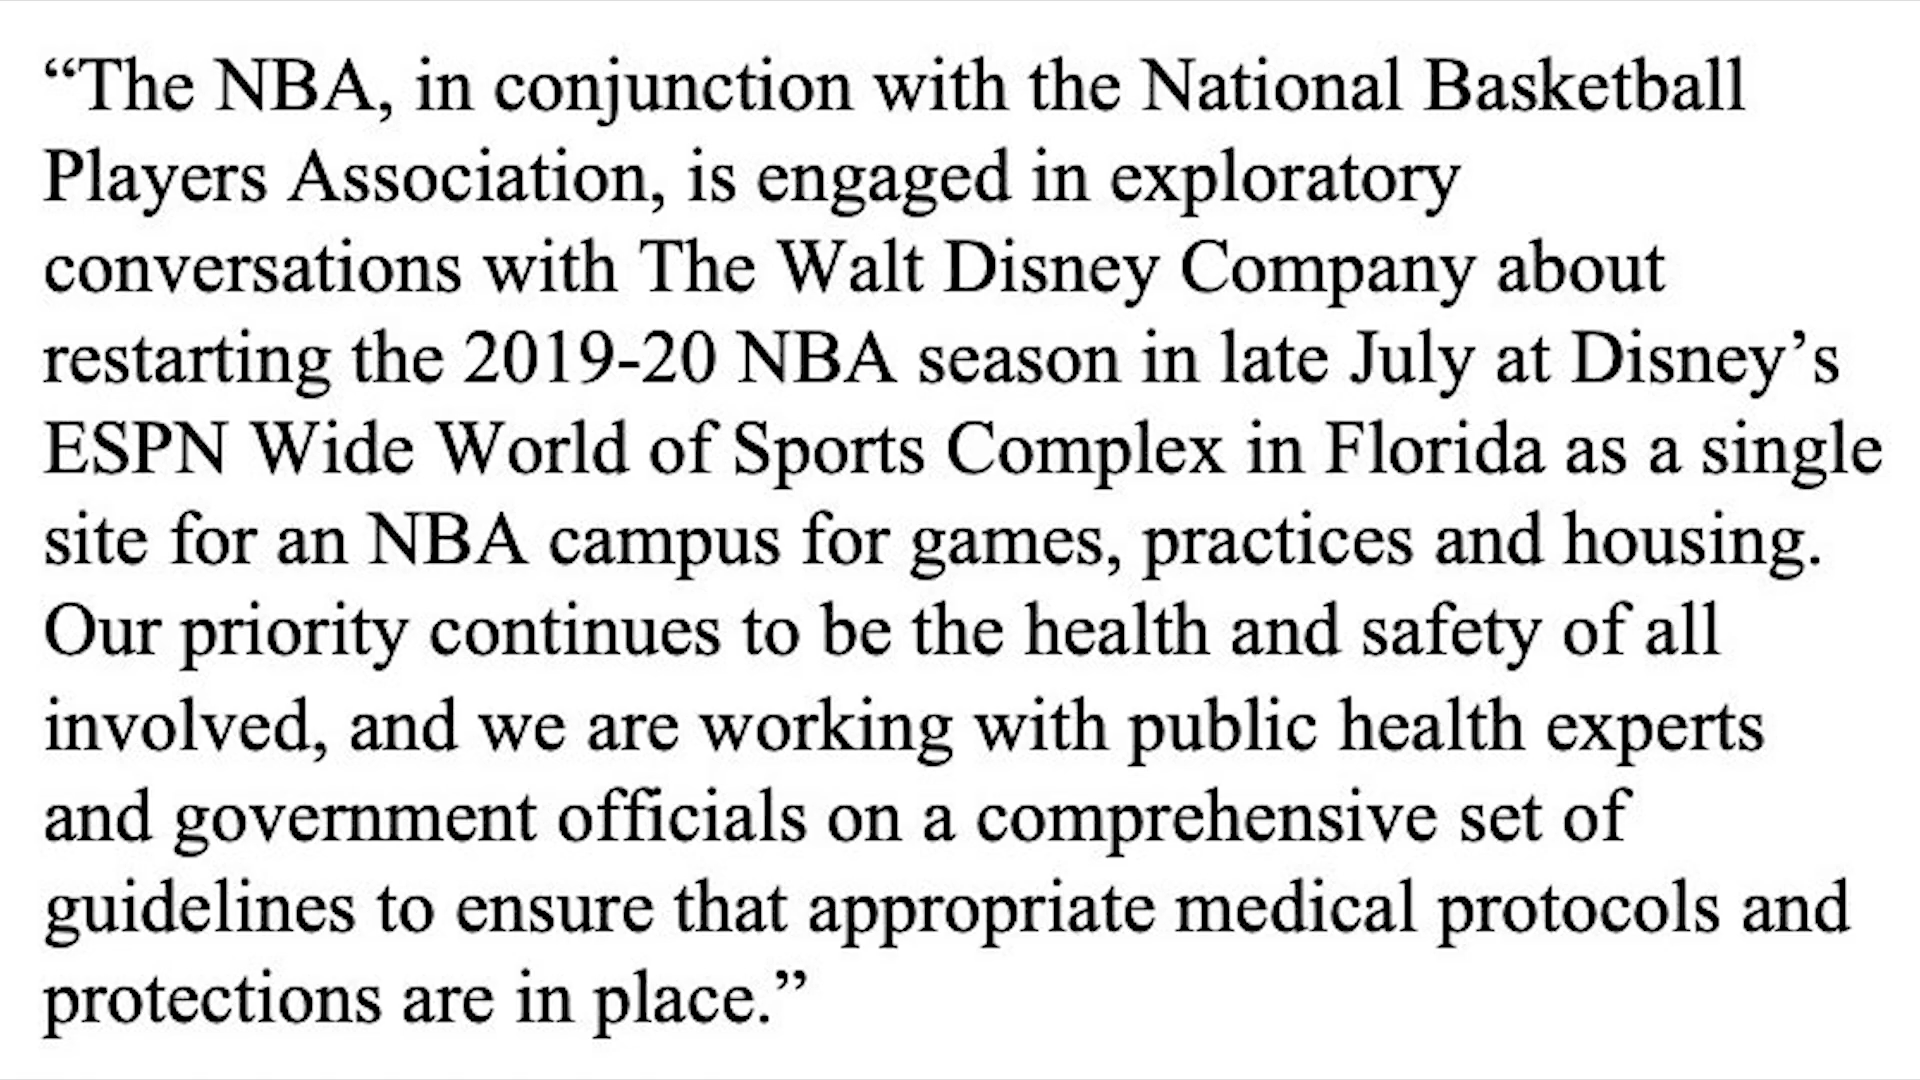 “The NBA, in conjunction with the National Basketball
Players Association, is engaged in exploratory
conversations with The Walt Disney Company about
restarting the 2019-20 NBA season in late July at Disney’s
ESPN Wide World of Sports Complex in Florida as a single
site for an NBA campus for games, practices and housing.
Our priority continues to be the health and safety of all
involved, and we are working with public health experts
and government officials on a comprehensive set of
guidelines to ensure that appropriate medical protocols and
protections are in place.”